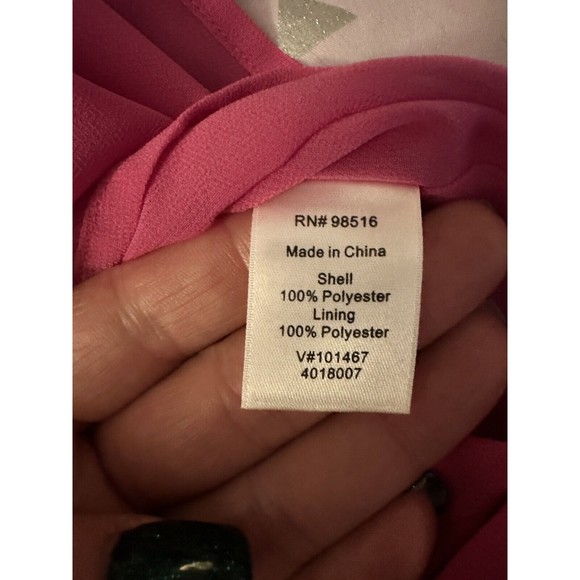 RN# 98516
Made in China
Shell
100% Polyester
Lining
100% Polyester
V#101467
4018007